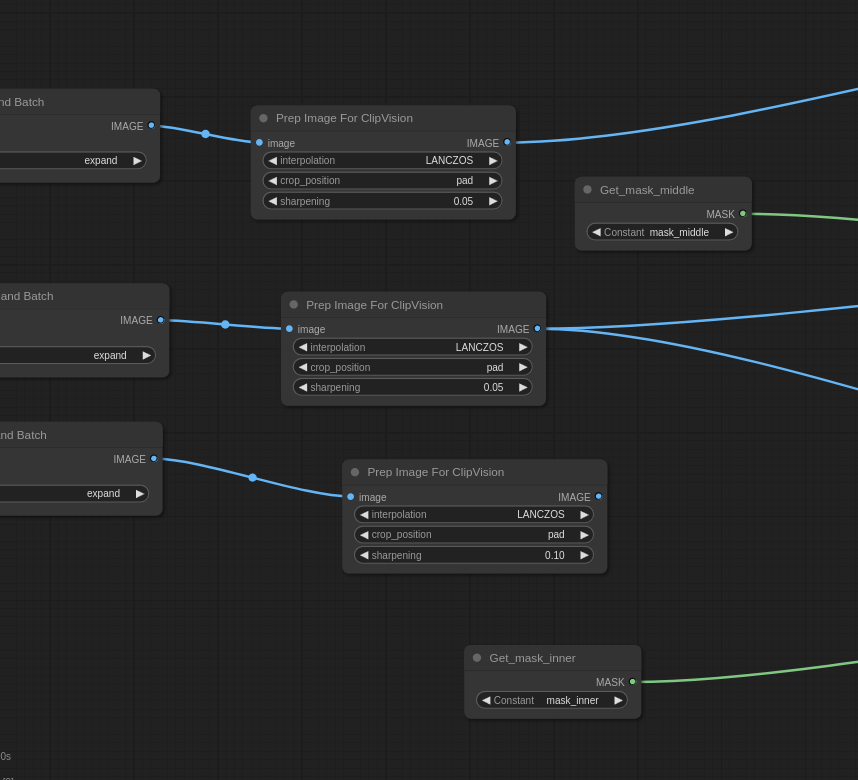 nd Batch
IMAGE
expand
Prep Image For ClipVision
image IMAGE
interpolation LANCZOS
crop_position pad
sharpening 0.05
Get_mask_middle
MASK
Constant mask_middle
and Batch
IMAGE
expand
Prep Image For ClipVision
image IMAGE
interpolation LANCZOS
crop_position pad
sharpening 0.05
nd Batch
IMAGE
expand
Prep Image For ClipVision
image IMAGE
interpolation LANCZOS
crop_position pad
sharpening 0.10
Get_mask_inner
MASK
Constant mask_inner
0s